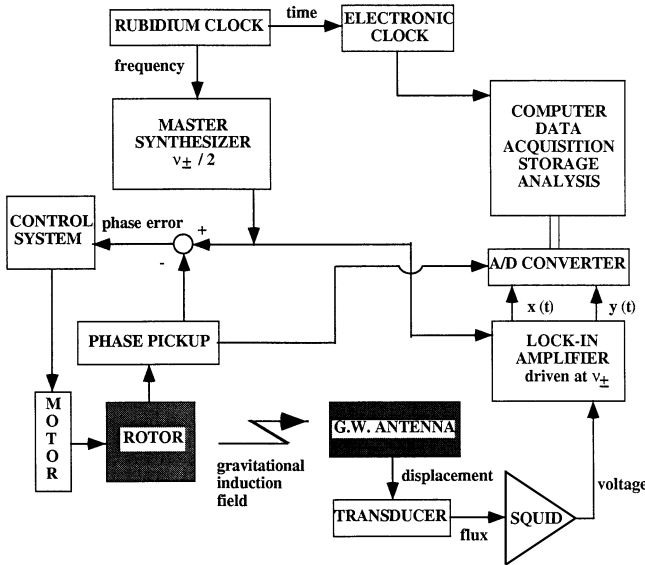 RUBIDIUM CLOCK
time
ELECTRONIC
CLOCK
frequency
MASTER
SYNTHESIZER
ν± / 2
COMPUTER
DATA
ACQUISITION
STORAGE
ANALYSIS
CONTROL
SYSTEM
phase error
+
-
A/D CONVERTER
x (t)
y (t)
PHASE PICKUP
LOCK-IN
AMPLIFIER
driven at ν±
MOTOR
ROTOR
gravitational
induction
field
G.W. ANTENNA
displacement
TRANSDUCER
flux
SQUID
voltage